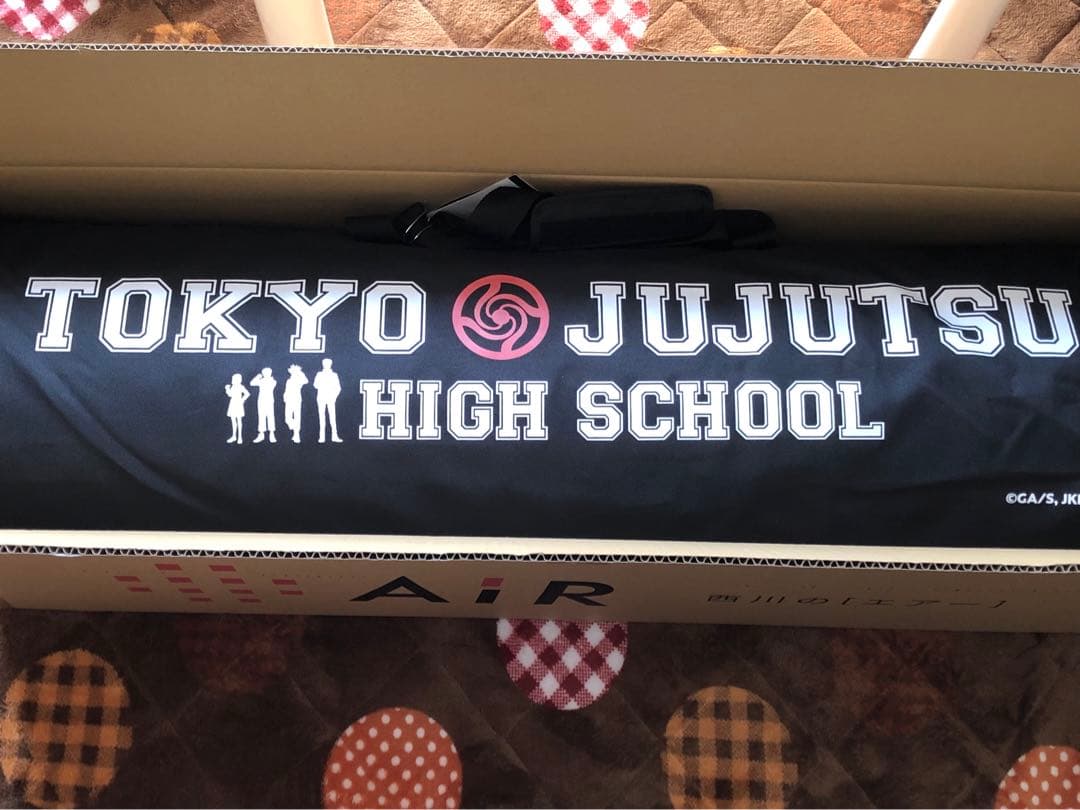 TOKYO JUJUTSU
HIGH SCHOOL
©GA/S, JK
AiR 西川の「エアー」